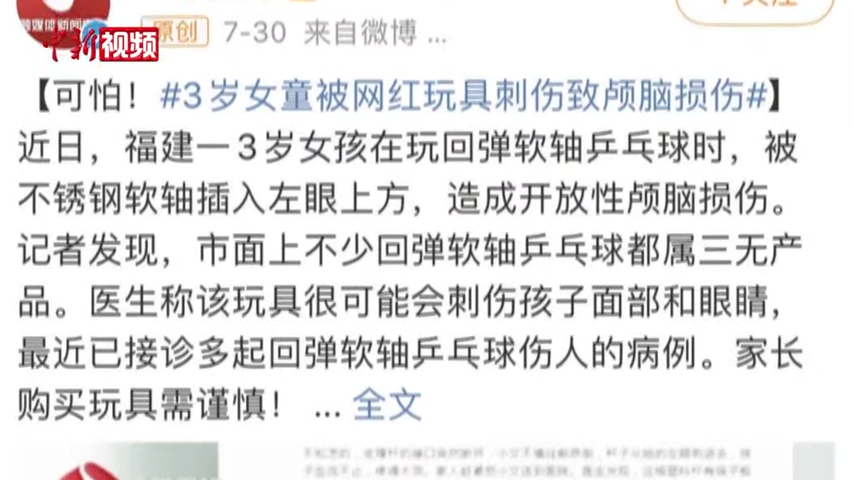 中新视频
原创 7-30 来自微博 ...
【可怕！#3岁女童被网红玩具刺伤致颅脑损伤#】
近日，福建一3岁女孩在玩回弹软轴乒乓球时，被
不锈钢软轴插入左眼上方，造成开放性颅脑损伤。
记者发现，市面上不少回弹软轴乒乓球都属三无产
品。医生称该玩具很可能会刺伤孩子面部和眼睛，
最近已接诊多起回弹软轴乒乓球伤人的病例。家长
购买玩具需谨慎！ ... 全文